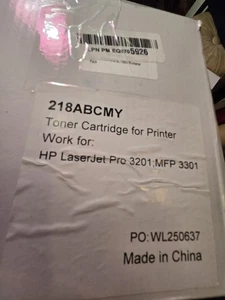 218ABCMY
Toner Cartridge for Printer
Work for:
HP LaserJet Pro 3201;MFP 3301
PO:WL250637
Made in China